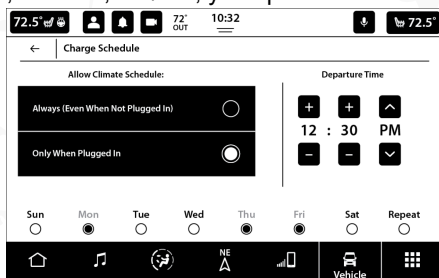 72.5°
72°
OUT
10:32
72.5°
Charge Schedule
Allow Climate Schedule:
Departure Time
Always (Even When Not Plugged In)
Only When Plugged In
12 : 30 PM
Sun Mon Tue Wed Thu Fri Sat Repeat
NE
Vehicle